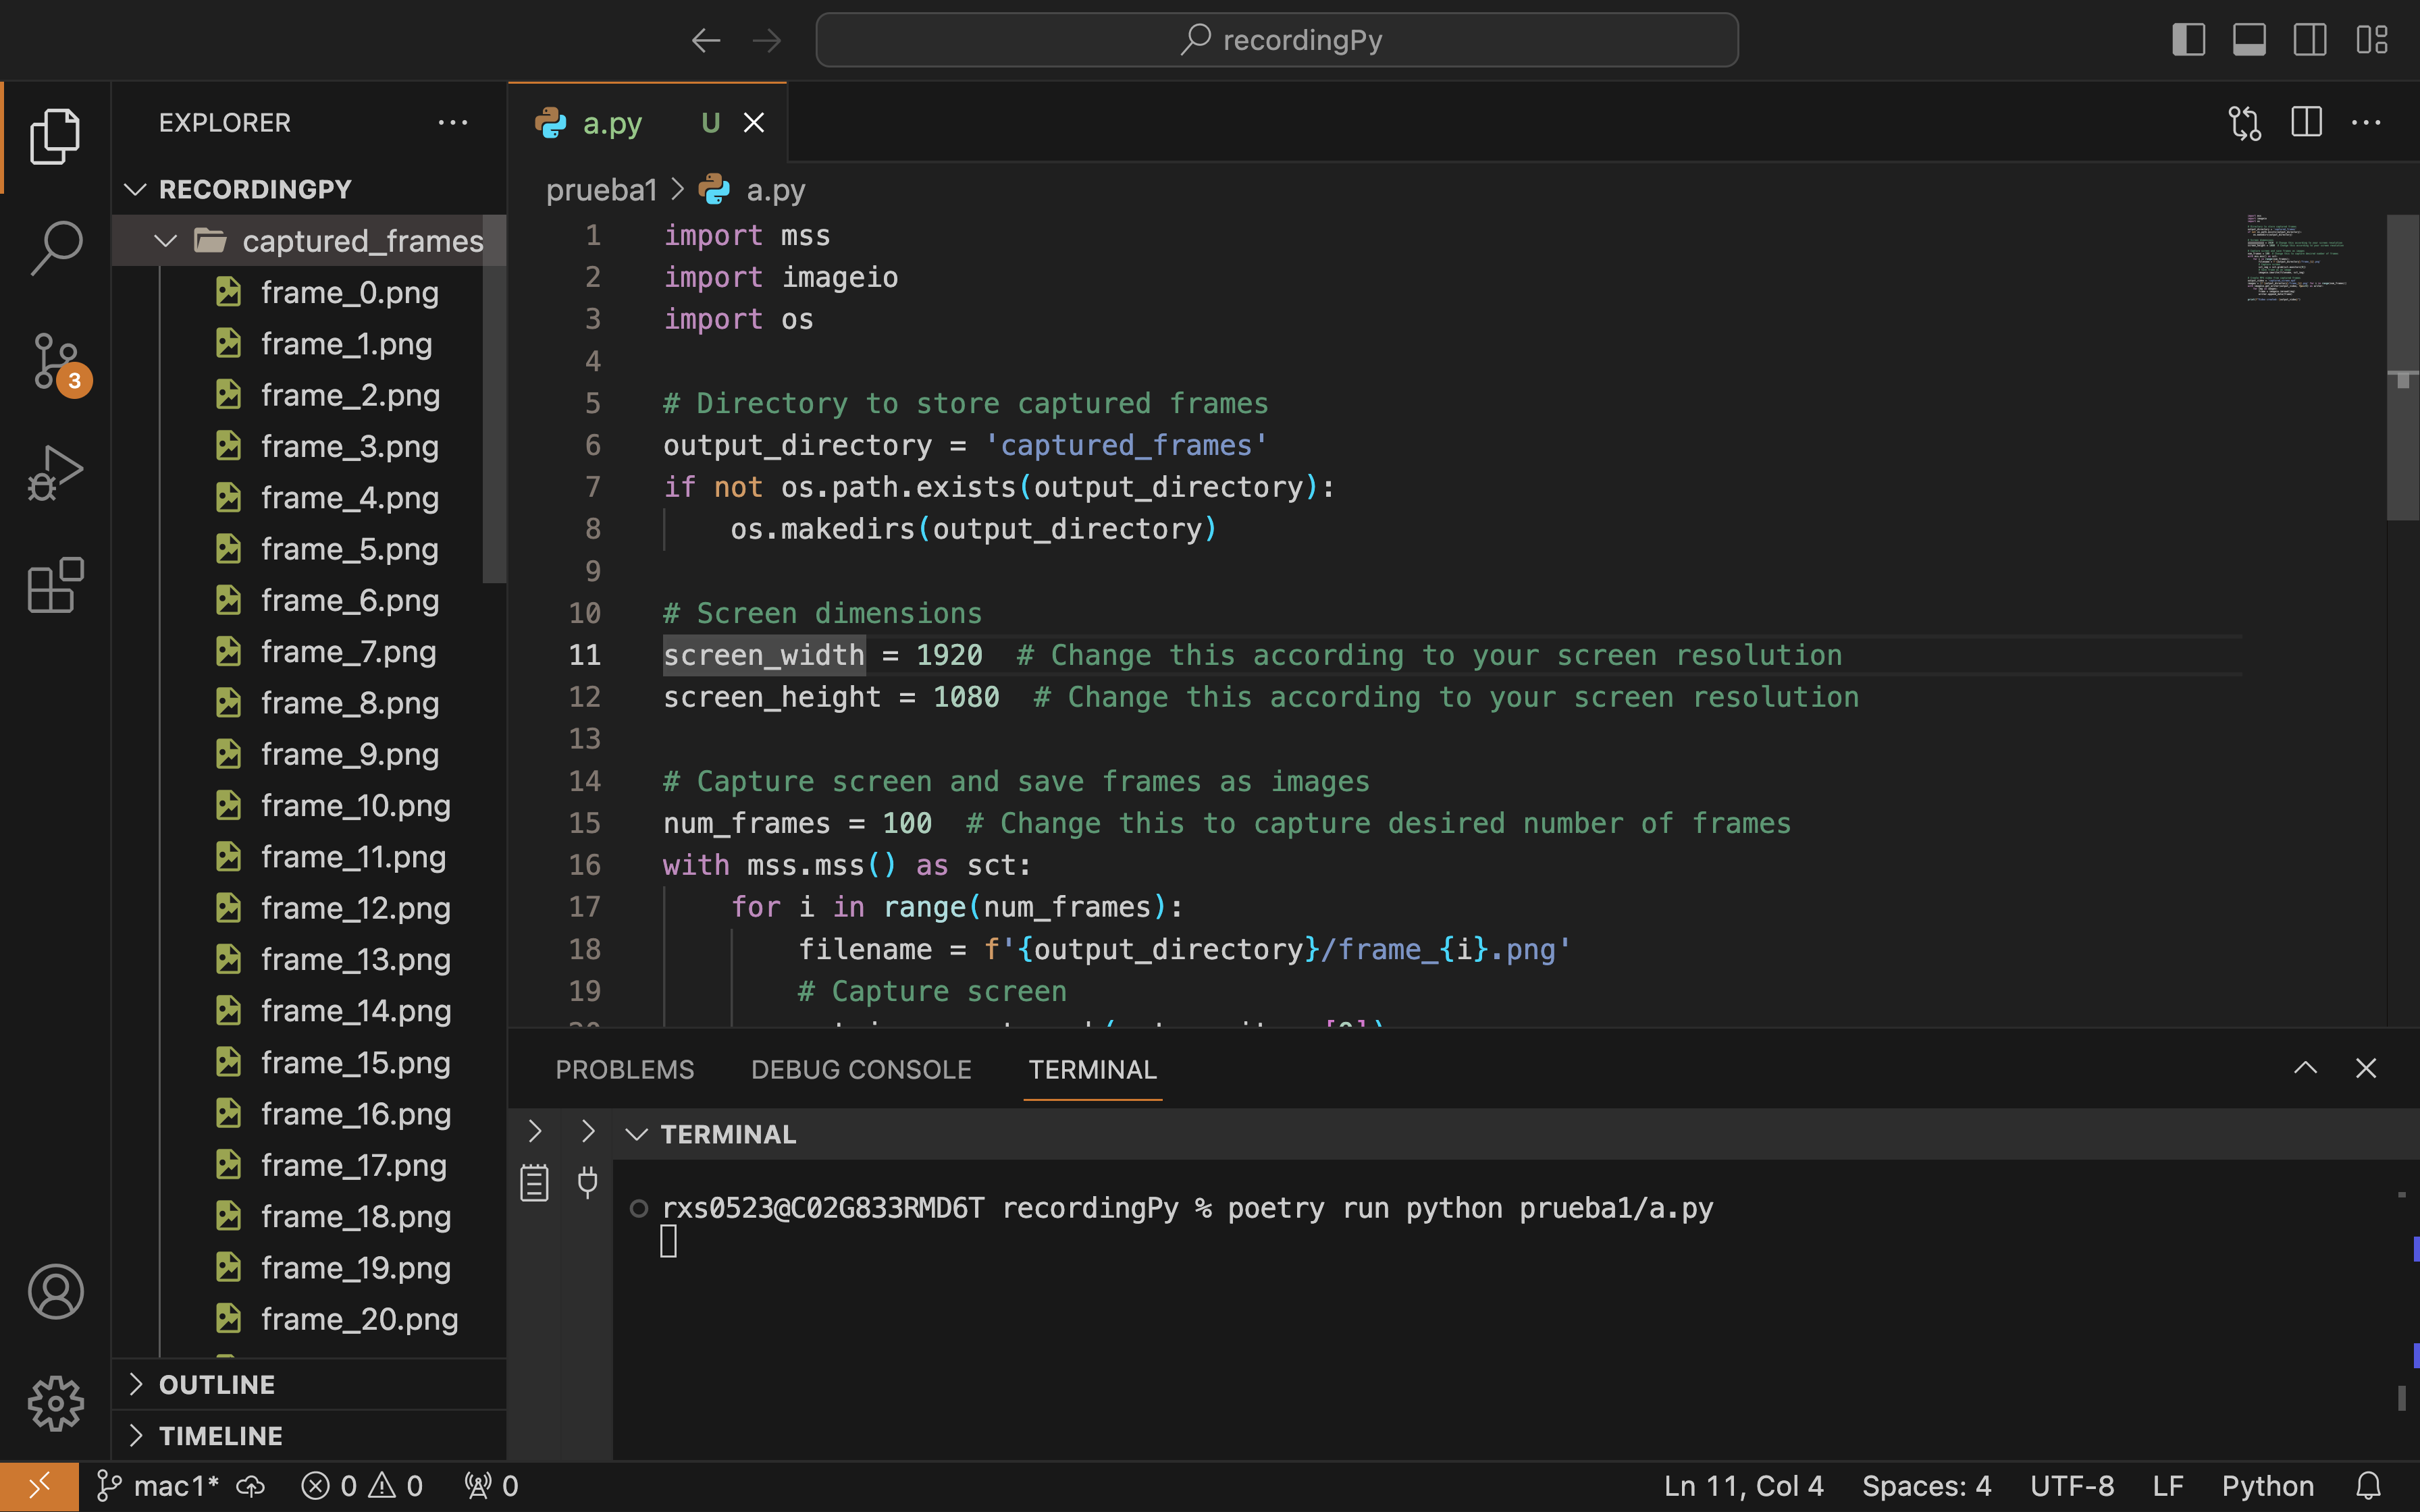 recordingPy
EXPLORER
RECORDINGPY
captured_frames
frame_0.png
frame_1.png
frame_2.png
frame_3.png
frame_4.png
frame_5.png
frame_6.png
frame_7.png
frame_8.png
frame_9.png
frame_10.png
frame_11.png
frame_12.png
frame_13.png
frame_14.png
frame_15.png
frame_16.png
frame_17.png
frame_18.png
frame_19.png
frame_20.png
OUTLINE
TIMELINE
3
a.py U
prueba1 > a.py
1 import mss
2 import imageio
3 import os
4
5 # Directory to store captured frames
6 output_directory = 'captured_frames'
7 if not os.path.exists(output_directory):
8     os.makedirs(output_directory)
9
10 # Screen dimensions
11 screen_width = 1920  # Change this according to your screen resolution
12 screen_height = 1080  # Change this according to your screen resolution
13
14 # Capture screen and save frames as images
15 num_frames = 100  # Change this to capture desired number of frames
16 with mss.mss() as sct:
17     for i in range(num_frames):
18         filename = f'{output_directory}/frame_{i}.png'
19         # Capture screen
PROBLEMS DEBUG CONSOLE TERMINAL
TERMINAL
rxs0523@C02G833RMD6T recordingPy % poetry run python prueba1/a.py
mac1* 0 0 0 Ln 11, Col 4 Spaces: 4 UTF-8 LF Python